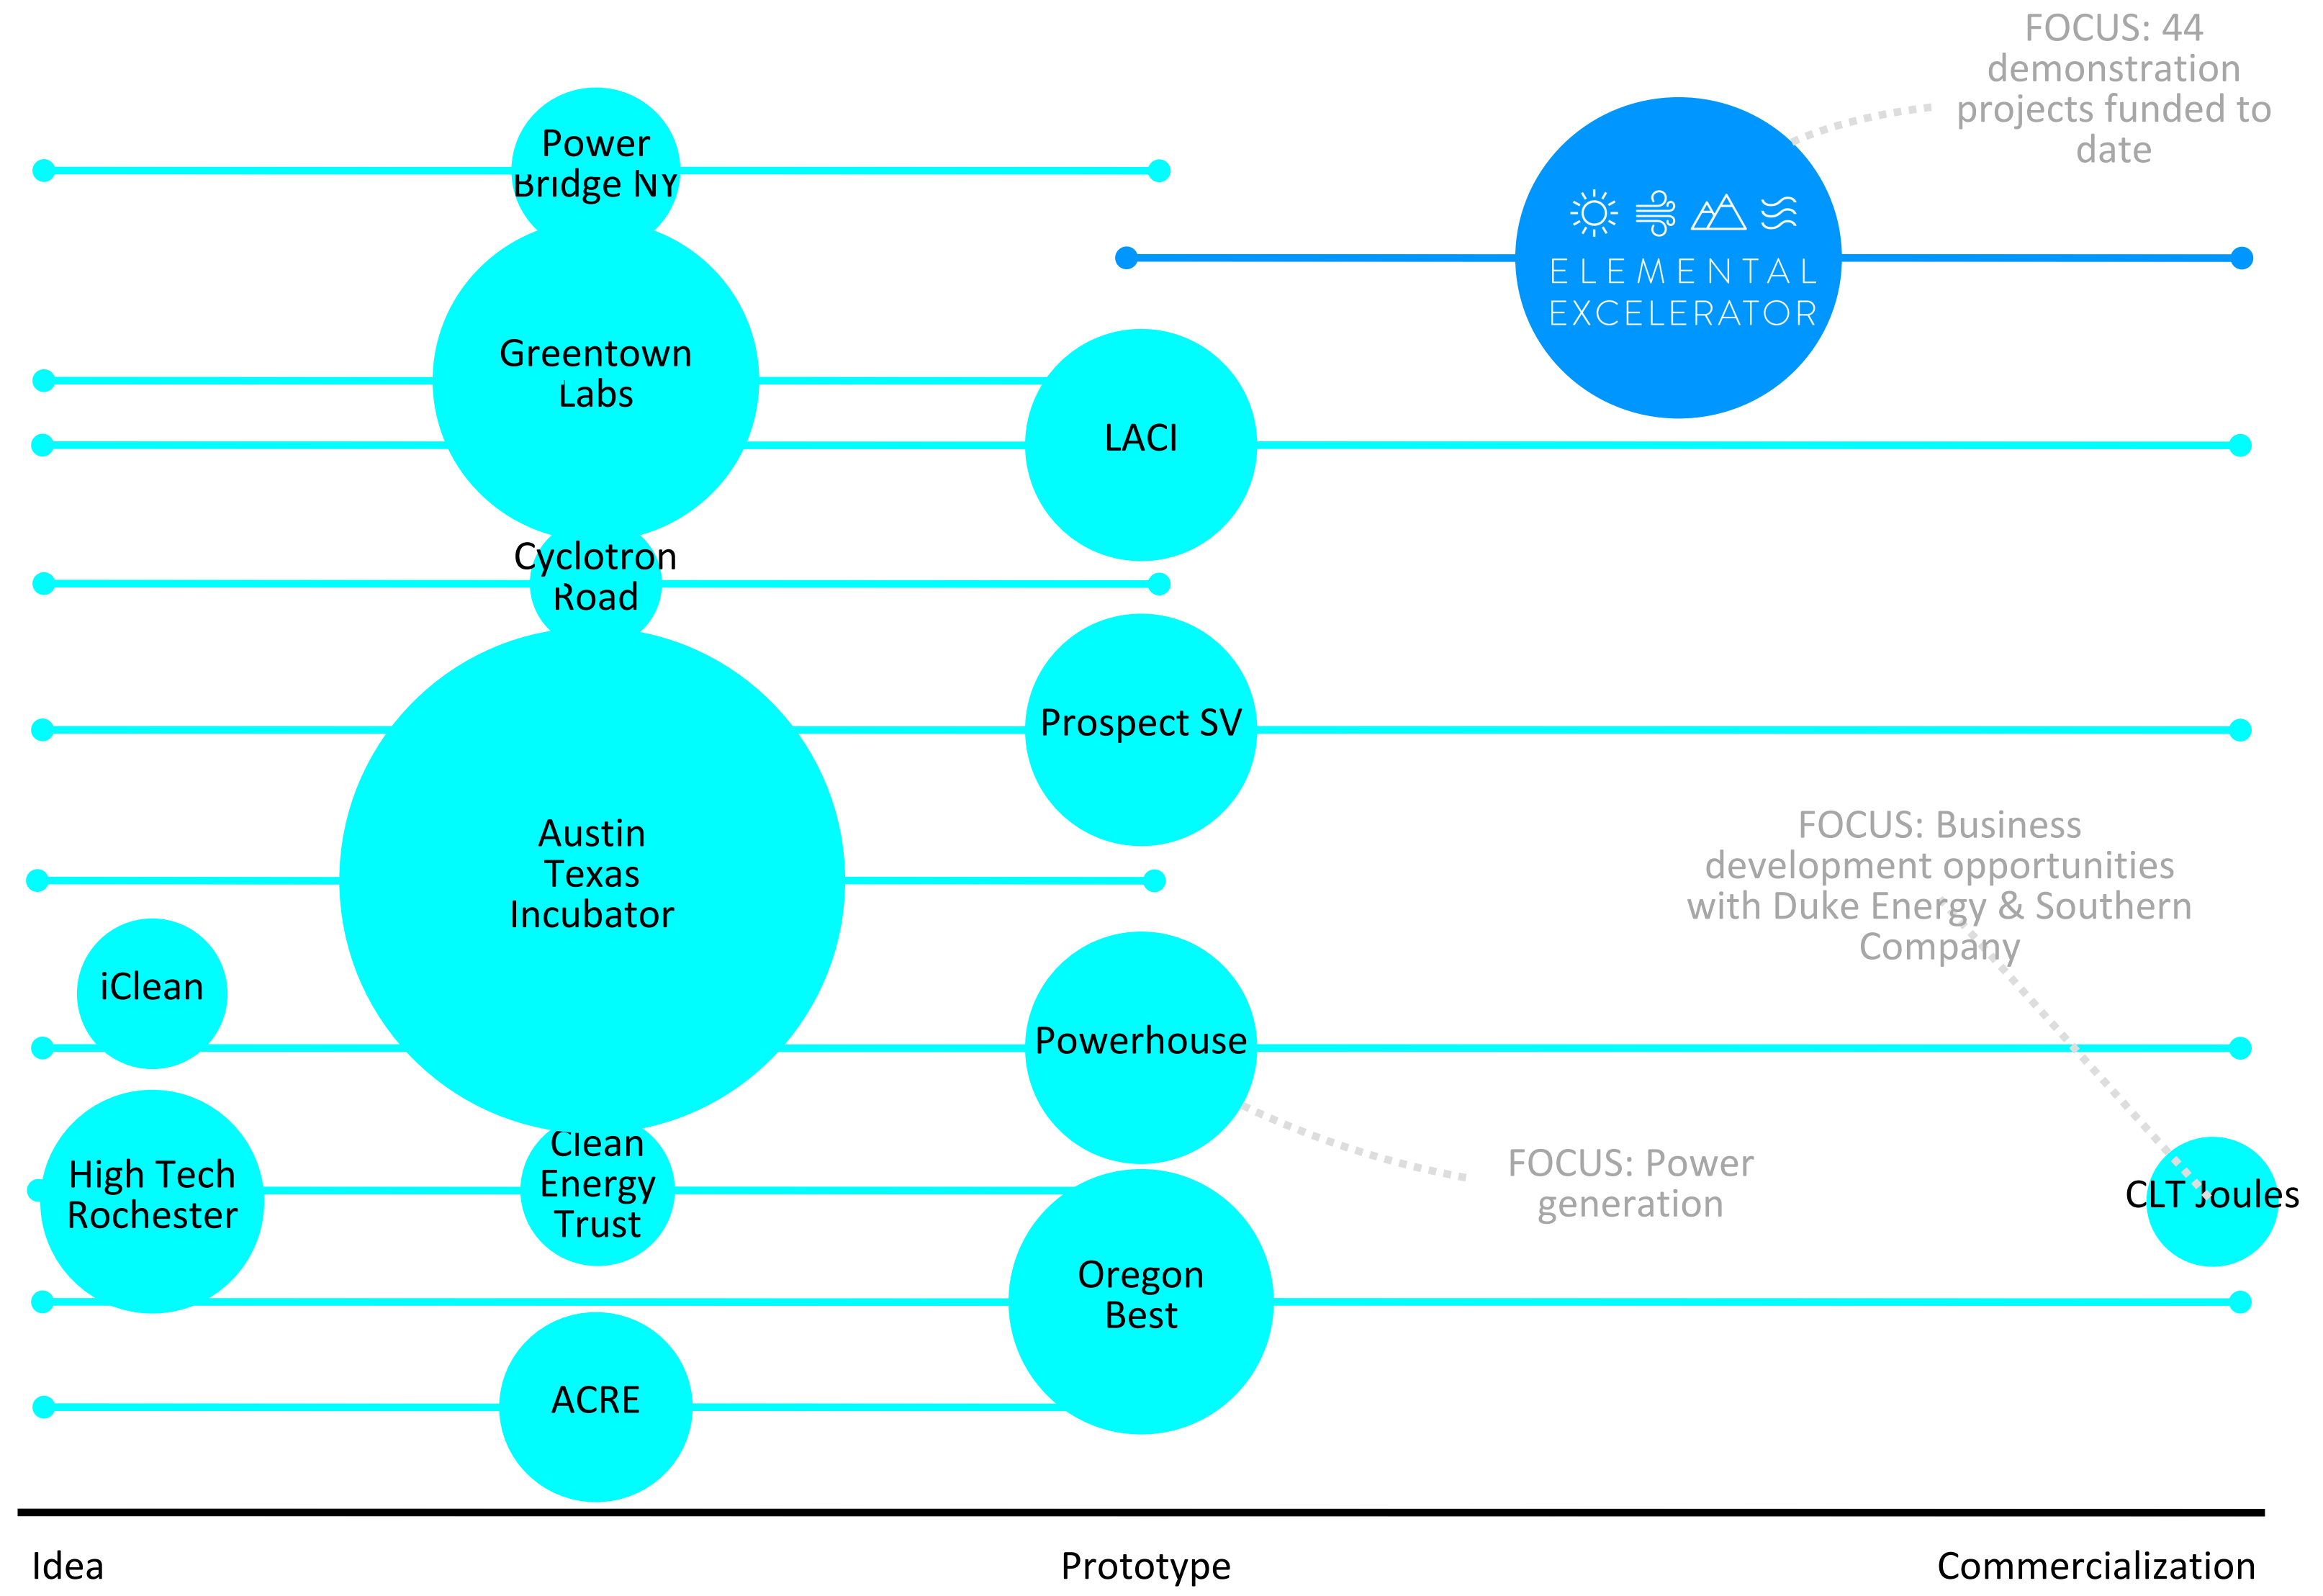 FOCUS: 44
demonstration
projects funded to
date
Power
Bridge NY
ELEMENTAL
EXCELERATOR
Greentown
Labs
LACI
Cyclotron
Road
Prospect SV
Austin
Texas
Incubator
FOCUS: Business
development opportunities
with Duke Energy & Southern
Company
iClean
Powerhouse
High Tech
Rochester
Clean
Energy
Trust
FOCUS: Power
generation
CLT Joules
Oregon
Best
ACRE
Idea
Prototype
Commercialization